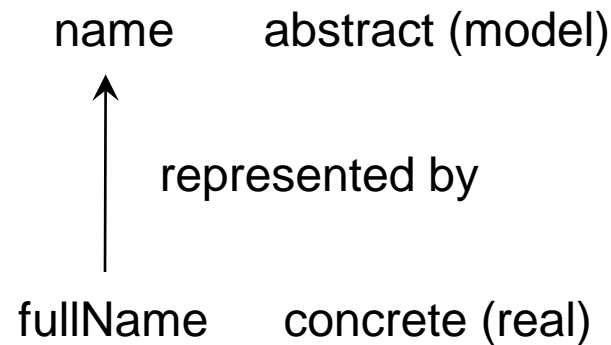 name abstract (model)
represented by
fullName concrete (real)